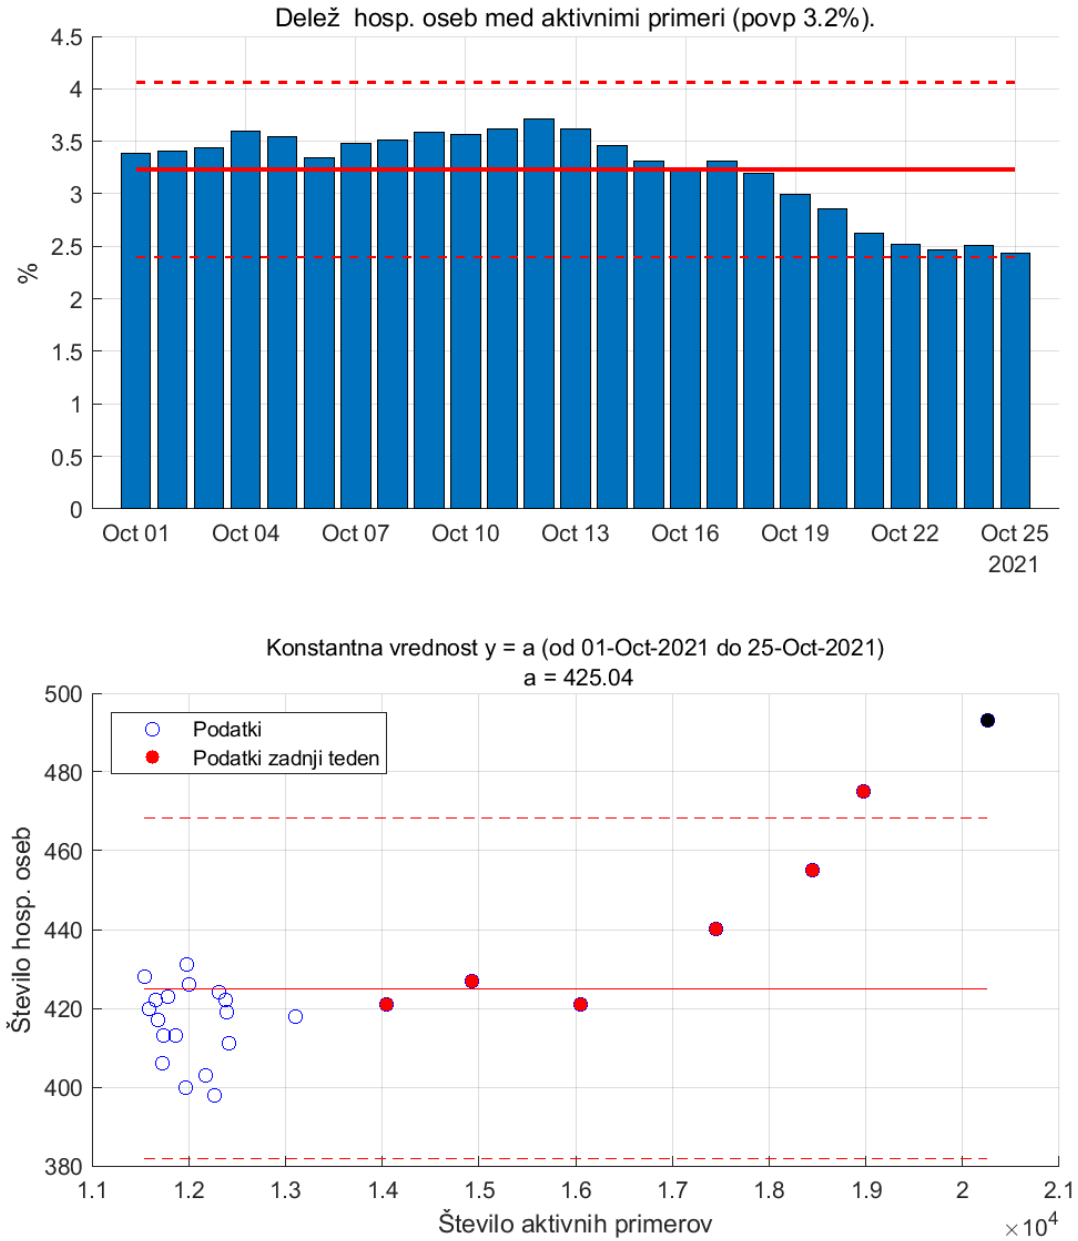 Delež  hosp. oseb med aktivnimi primeri (povp 3.2%).
4.5
4
3.5
3
2.5
2
1.5
1
0.5
0
%
Oct 01 Oct 04 Oct 07 Oct 10 Oct 13 Oct 16 Oct 19 Oct 22 Oct 25
2021
Konstantna vrednost y = a (od 01-Oct-2021 do 25-Oct-2021)
a = 425.04
500
480
460
440
420
400
380
Število hosp. oseb
Podatki
Podatki zadnji teden
1.1 1.2 1.3 1.4 1.5 1.6 1.7 1.8 1.9 2 2.1
Število aktivnih primerov
×10⁴